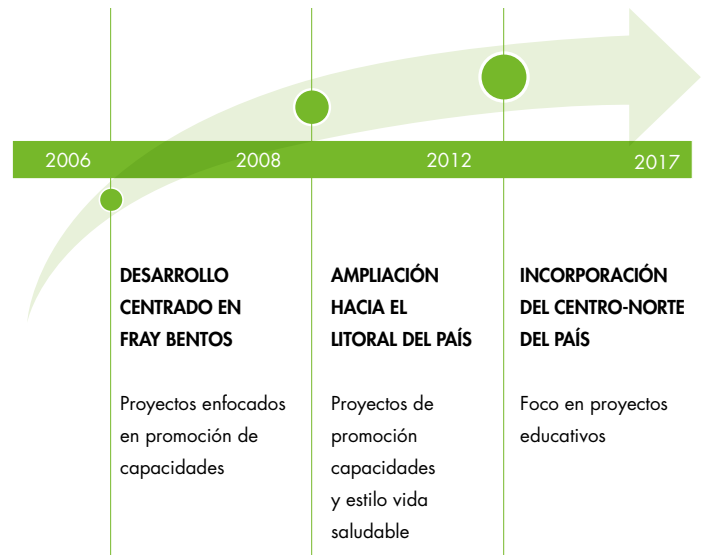 2006 2008 2012 2017
DESARROLLO
CENTRADO EN
FRAY BENTOS
Proyectos enfocados
en promoción de
capacidades
AMPLIACIÓN
HACIA EL
LITORAL DEL PAÍS
Proyectos de
promoción
capacidades
y estilo vida
saludable
INCORPORACIÓN
DEL CENTRO-NORTE
DEL PAÍS
Foco en proyectos
educativos